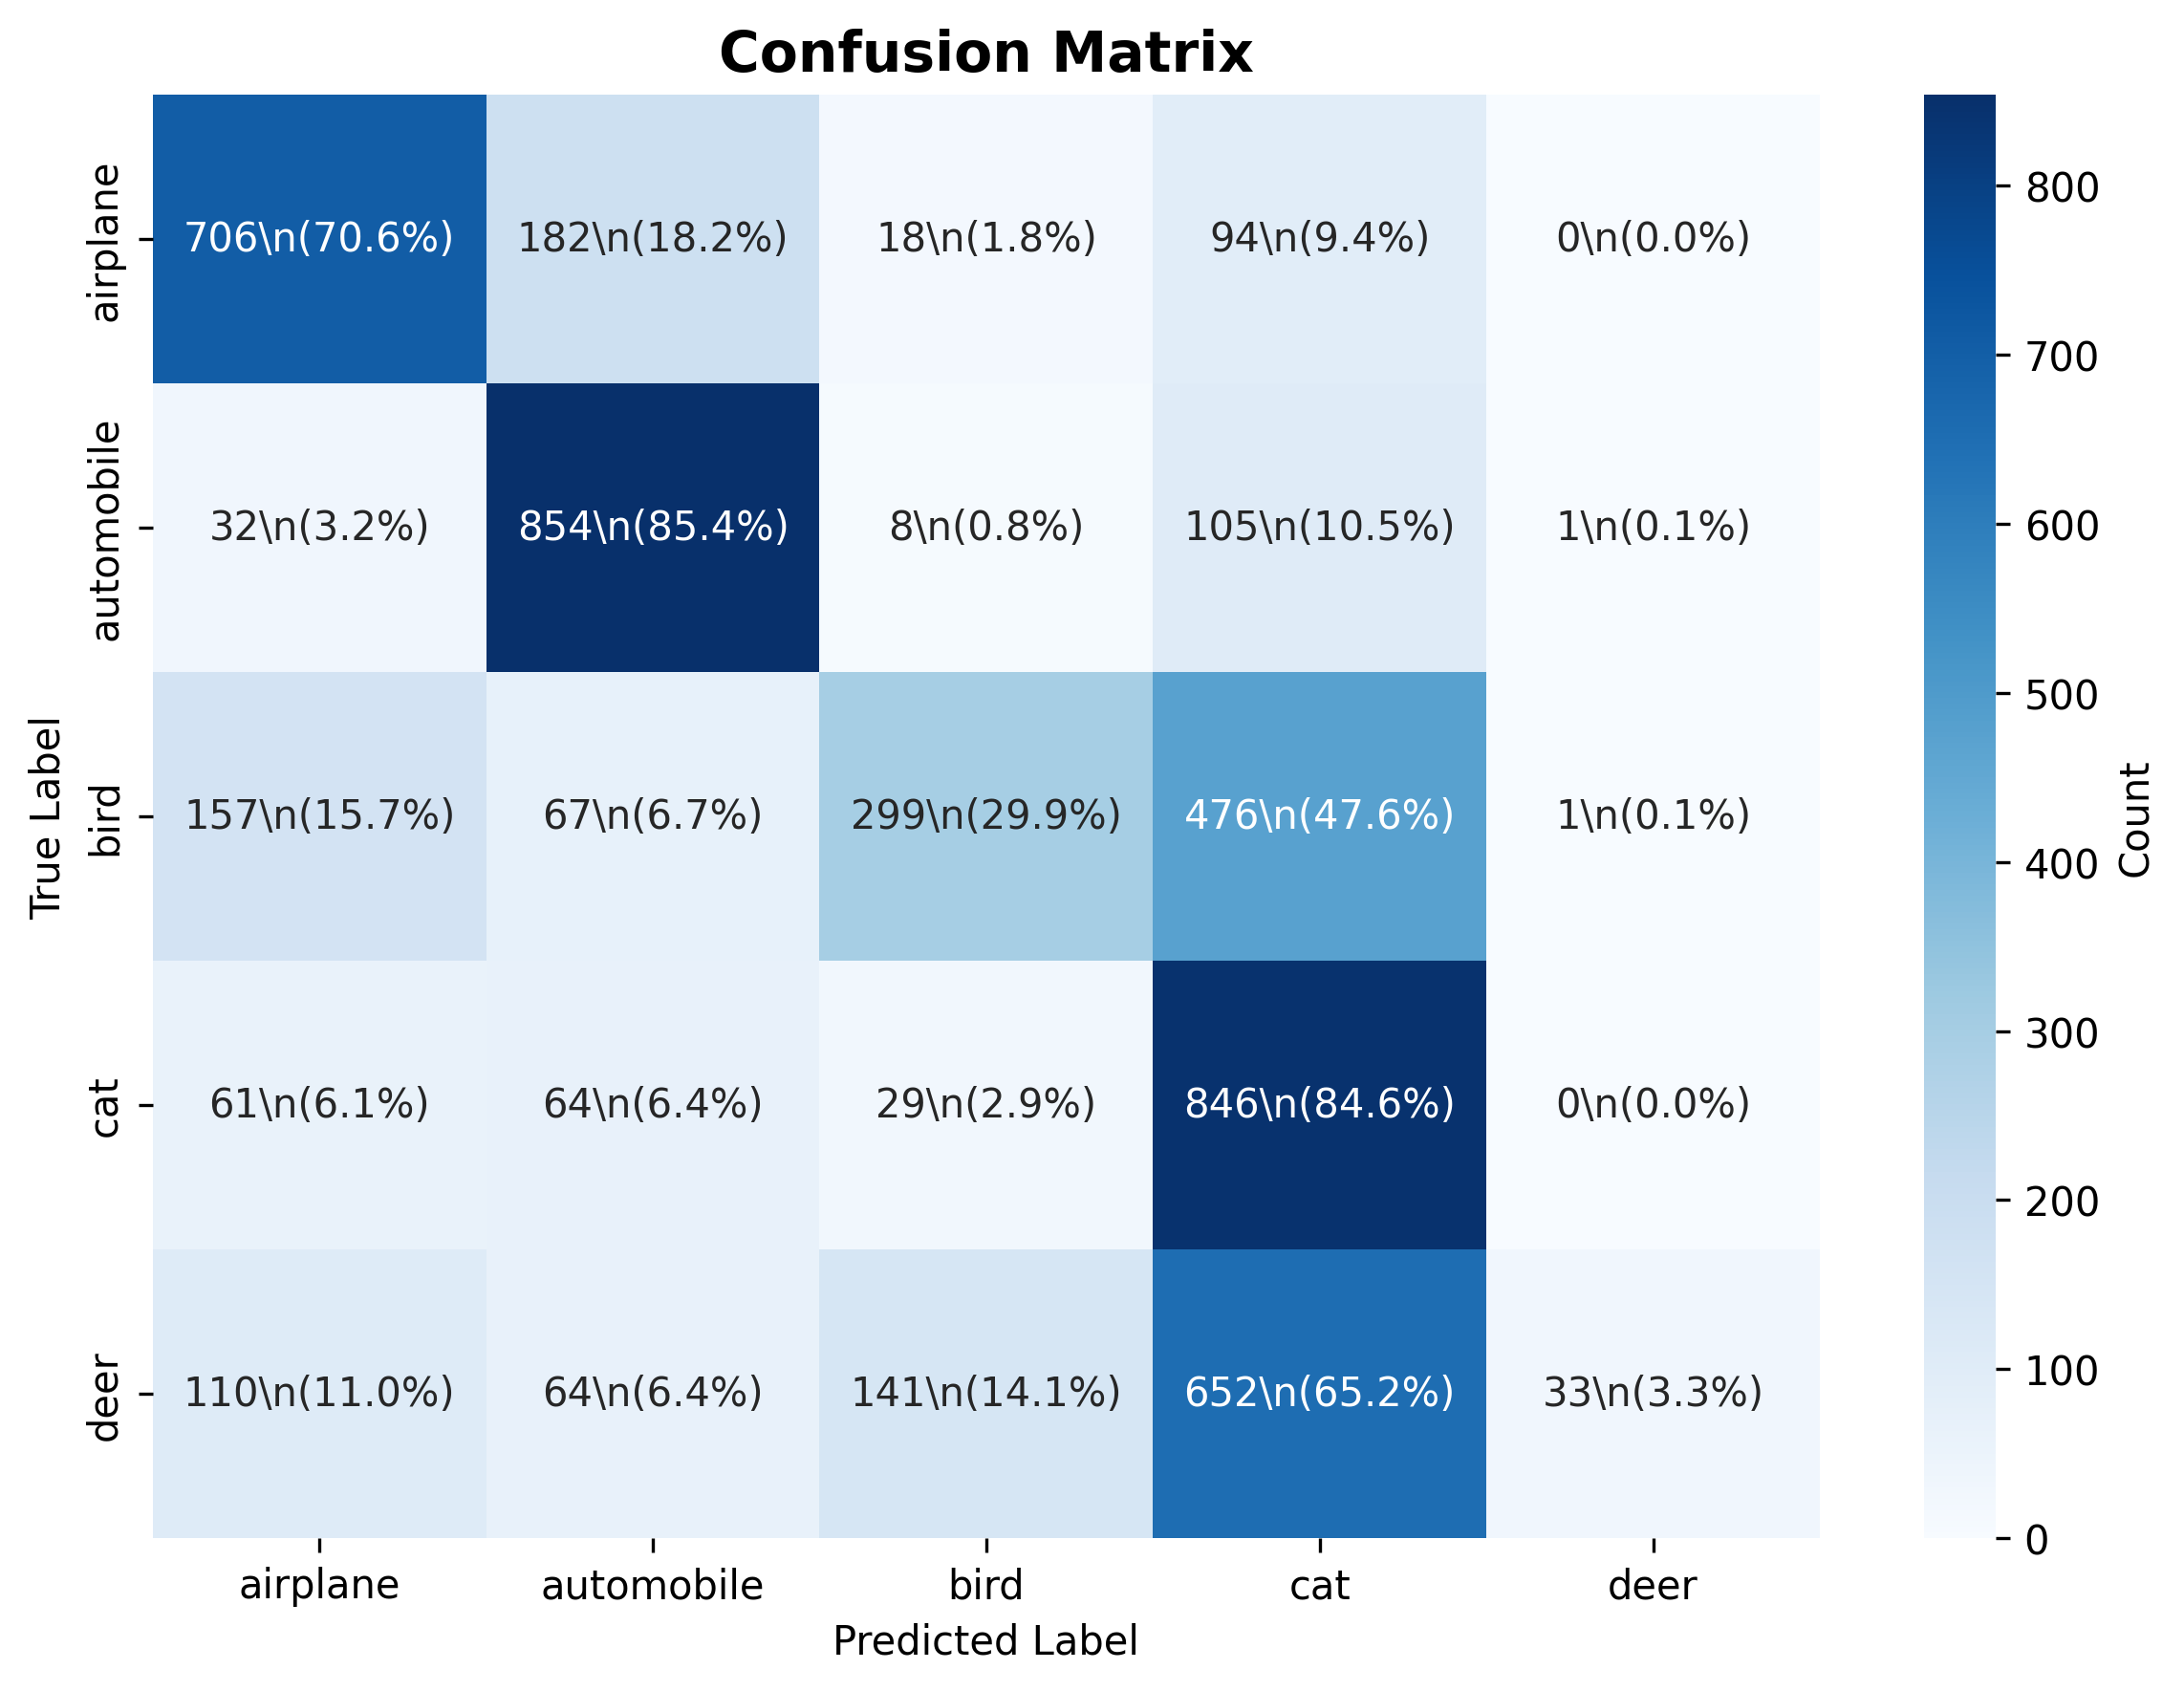 Confusion Matrix
True Label
airplane
706\n(70.6%) 182\n(18.2%) 18\n(1.8%) 94\n(9.4%) 0\n(0.0%)
automobile
32\n(3.2%) 854\n(85.4%) 8\n(0.8%) 105\n(10.5%) 1\n(0.1%)
bird
157\n(15.7%) 67\n(6.7%) 299\n(29.9%) 476\n(47.6%) 1\n(0.1%)
cat
61\n(6.1%) 64\n(6.4%) 29\n(2.9%) 846\n(84.6%) 0\n(0.0%)
deer
110\n(11.0%) 64\n(6.4%) 141\n(14.1%) 652\n(65.2%) 33\n(3.3%)
airplane automobile bird cat deer
Predicted Label
800
700
600
500
400
300
200
100
0
Count